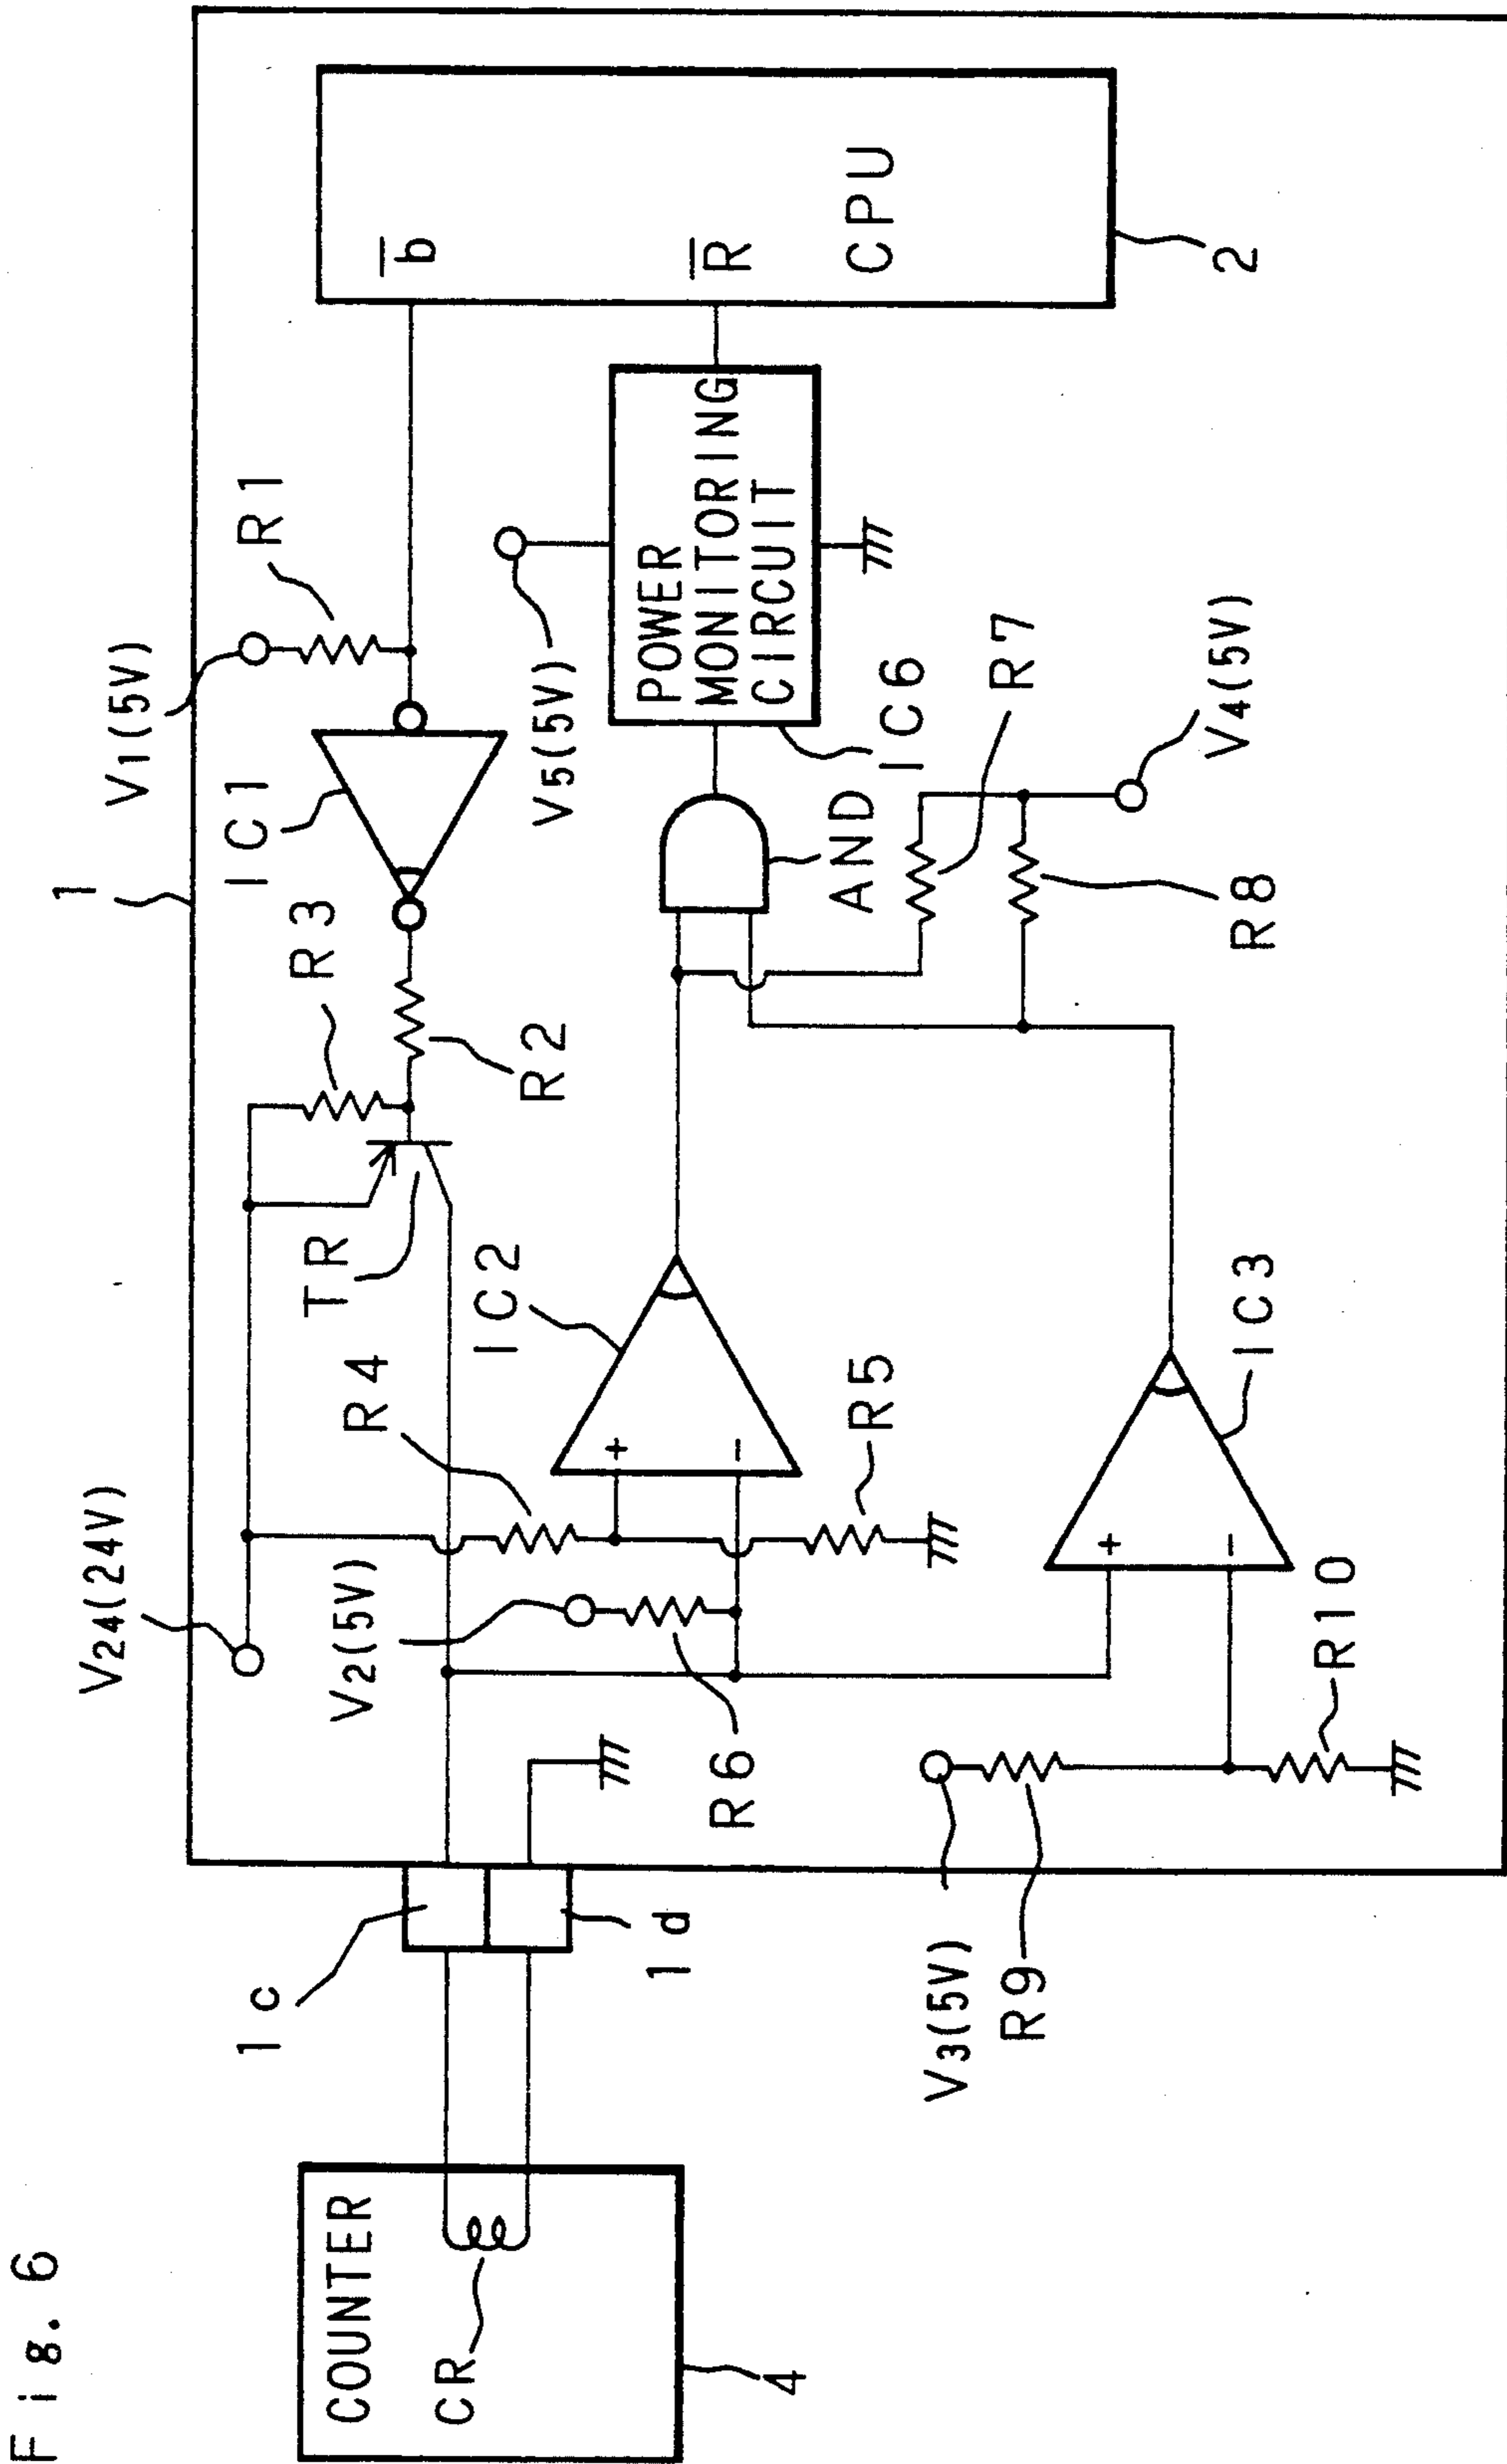 Fig. 6
1
V24(24V)
V1(5V)
R3
IC1
R1
TR
R2
b
R4
IC2
V5(5V)
V2(5V)
POWER
MONITORING
CIRCUIT
R
CPU
2
IC6
AND
R7
R8
V4(5V)
R5
R6
+
-
IC3
+
-
R10
V3(5V)
R9
1c
1d
COUNTER
CR
4